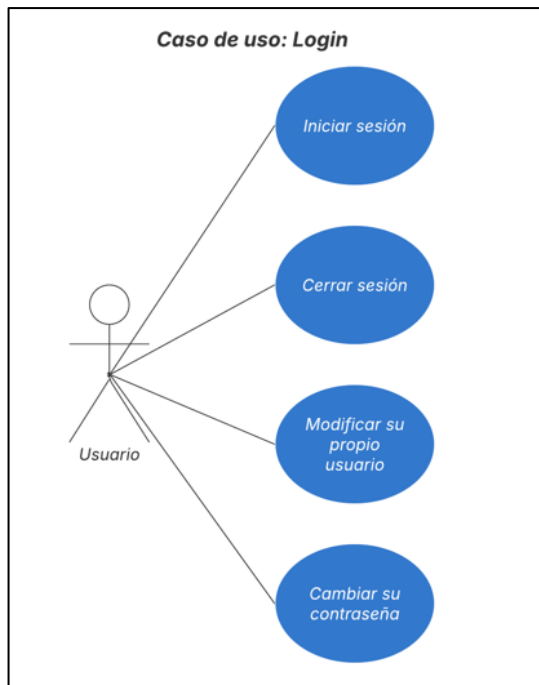 Caso de uso: Login
Iniciar sesión
Cerrar sesión
Modificar su
propio
usuario
Usuario
Cambiar su
contraseña